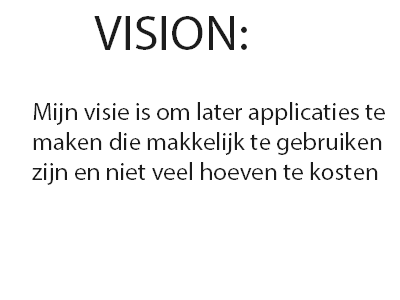 VISION:
Mijn visie is om later applicaties te
maken die makkelijk te gebruiken
zijn en niet veel hoeven te kosten